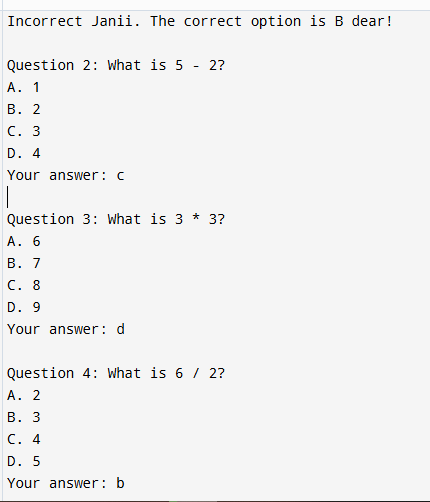 Incorrect Janii. The correct option is B dear!
Question 2: What is 5 - 2?
A. 1
B. 2
C. 3
D. 4
Your answer: c
Question 3: What is 3 * 3?
A. 6
B. 7
C. 8
D. 9
Your answer: d
Question 4: What is 6 / 2?
A. 2
B. 3
C. 4
D. 5
Your answer: b